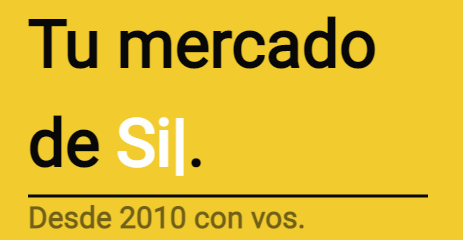 Tu mercado
de Si|.
Desde 2010 con vos.